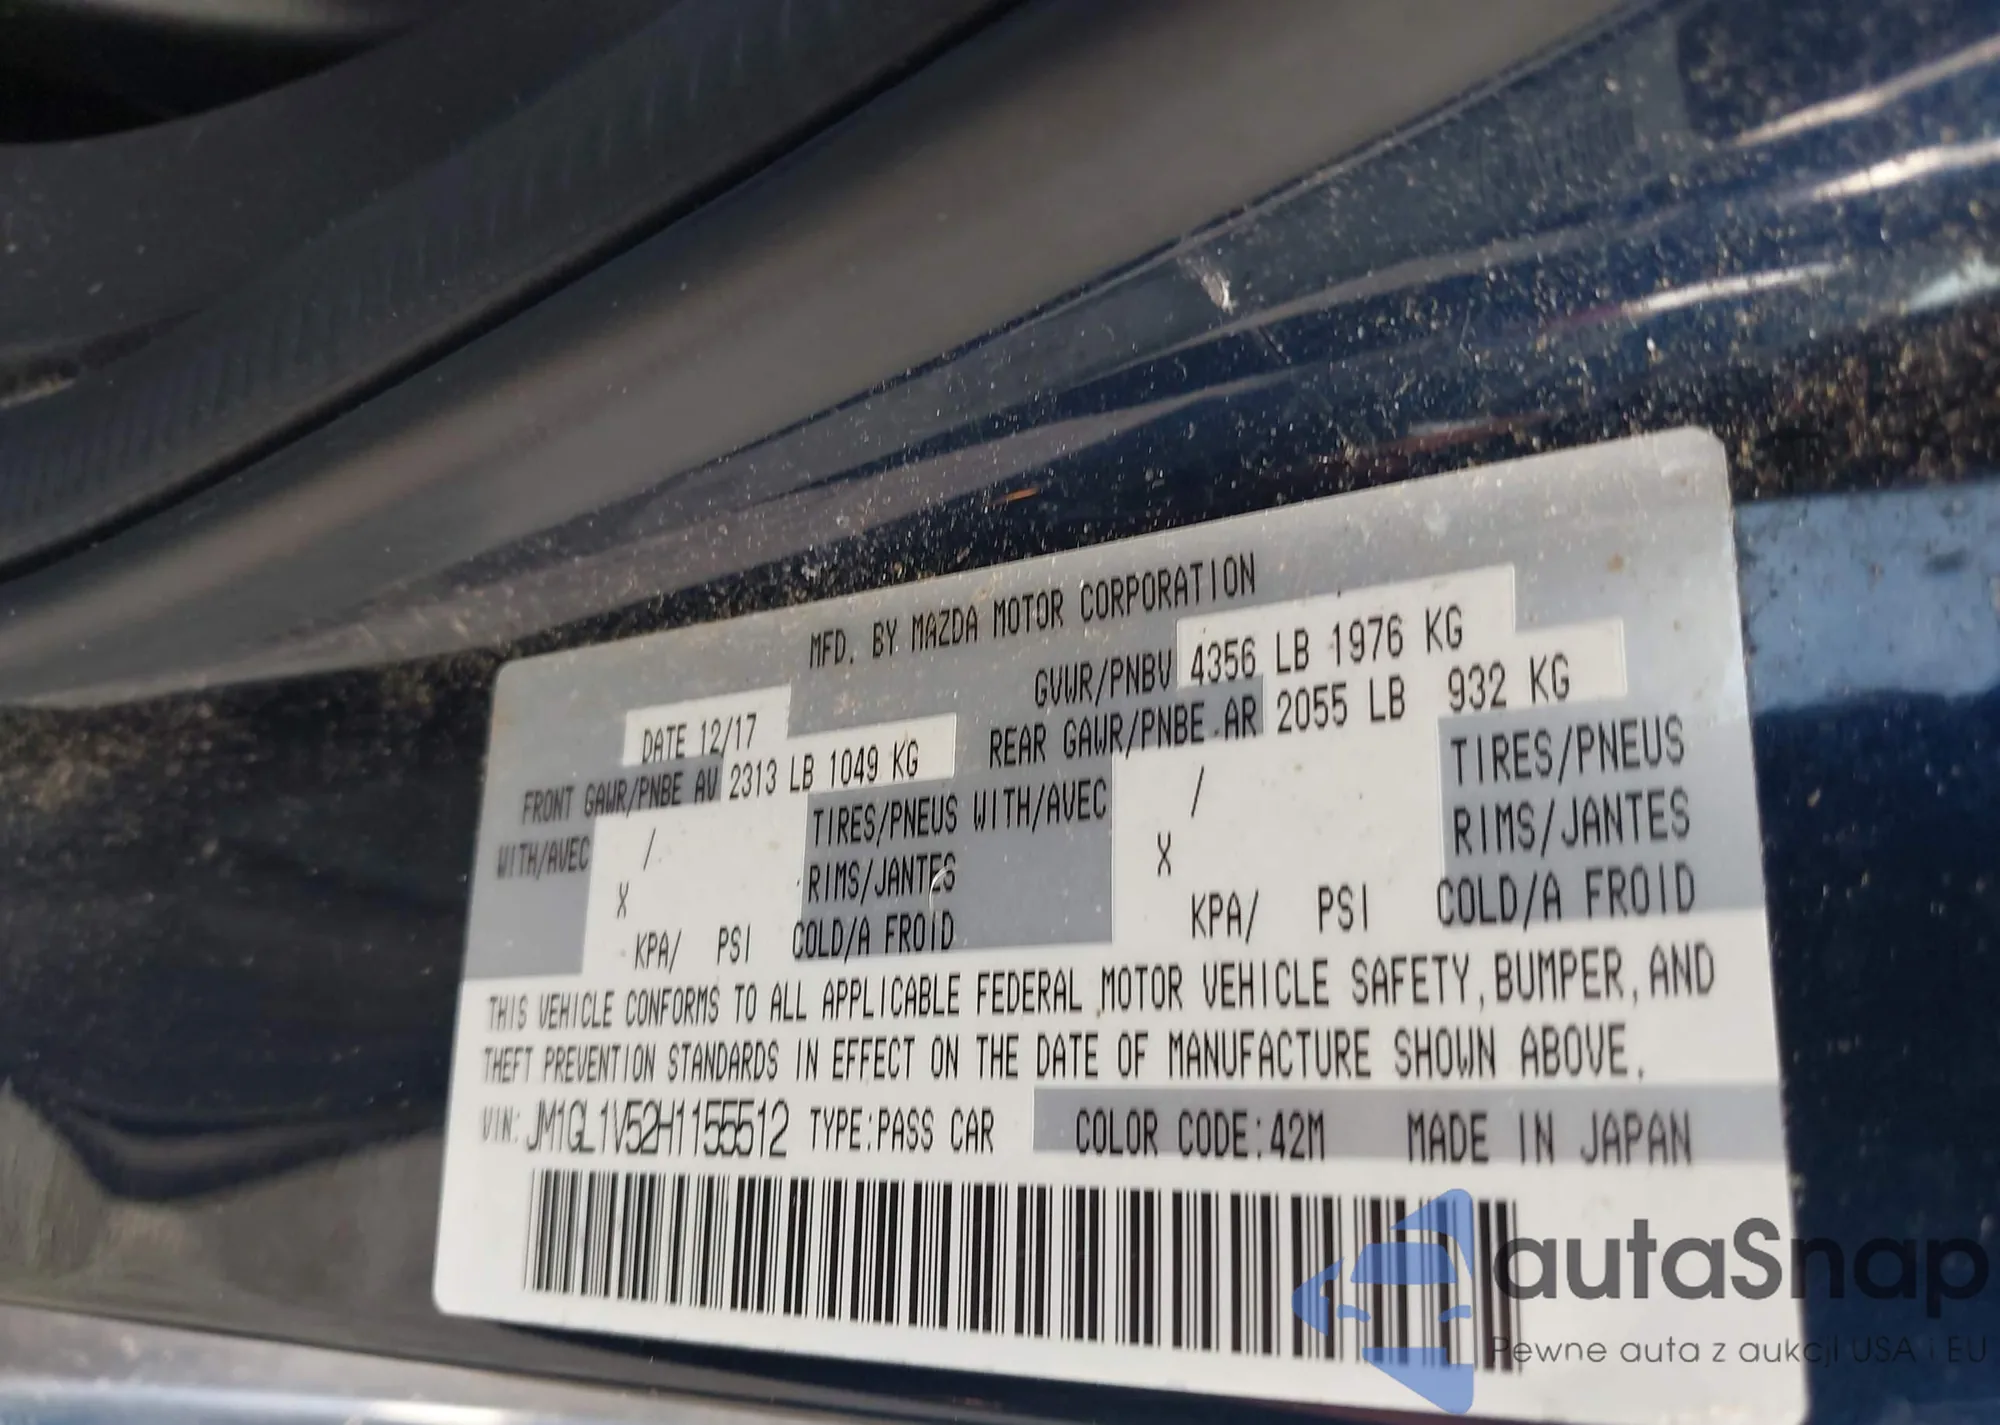 MFD. BY MAZDA MOTOR CORPORATION
GVWR/PNBV 4356 LB 1976 KG
DATE 12/17
FRONT GAWR/PNBE AV 2313 LB 1049 KG REAR GAWR/PNBE AR 2055 LB 932 KG
WITH/AVEC / TIRES/PNEUS WITH/AVEC / TIRES/PNEUS
X RIMS/JANTES X RIMS/JANTES
KPA/ PSI COLD/A FROID KPA/ PSI COLD/A FROID
THIS VEHICLE CONFORMS TO ALL APPLICABLE FEDERAL MOTOR VEHICLE SAFETY, BUMPER, AND
THEFT PREVENTION STANDARDS IN EFFECT ON THE DATE OF MANUFACTURE SHOWN ABOVE.
VIN: JM1GL1V52H1155512 TYPE:PASS CAR COLOR CODE:42M MADE IN JAPAN
autaSnap
Pewne auta z aukcji USA i EU